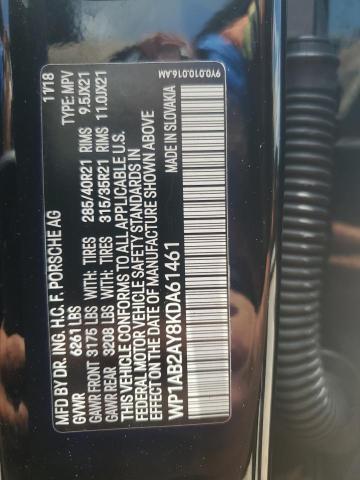 MFD BY DR. ING. H.C. F. PORSCHE AG 11/18
GVWR 6261 LBS TYPE: MPV
GAWR FRONT 3175 LBS WITH: TIRES 285/40R21 RIMS 9.5JX21
GAWR REAR 3208 LBS WITH: TIRES 315/35R21 RIMS 11.0JX21
THIS VEHICLE CONFORMS TO ALL APPLICABLE U.S.
FEDERAL MOTOR VEHICLE SAFETY STANDARDS IN
EFFECT ON THE DATE OF MANUFACTURE SHOWN ABOVE
WP1AB2AY8KDA61461 MADE IN SLOVAKIA
9Y0.010.016.AM